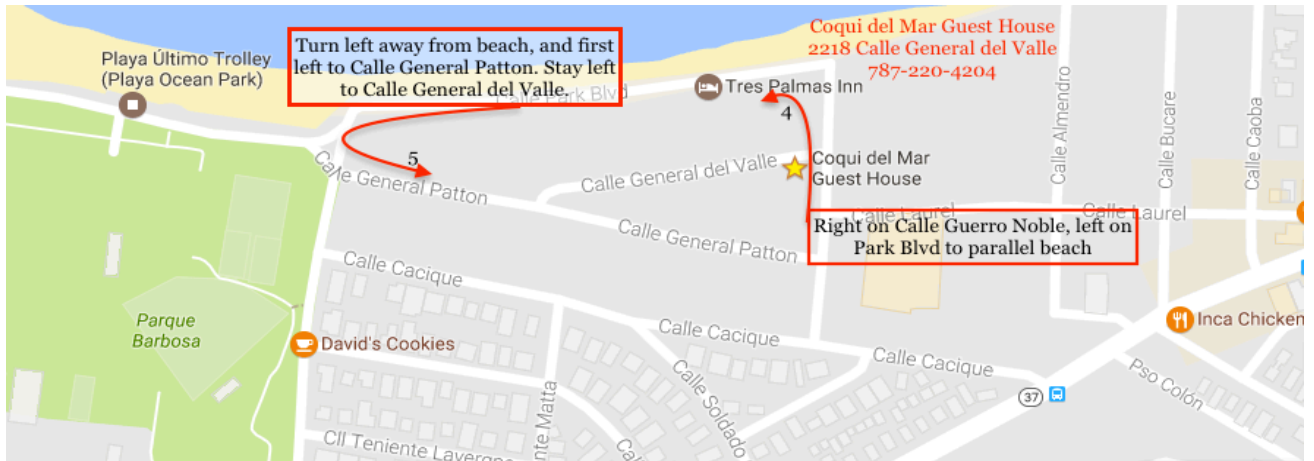 Coqui del Mar Guest House
2218 Calle General del Valle
787-220-4204
Turn left away from beach, and first
left to Calle General Patton. Stay left
to Calle General del Valle.
Playa Último Trolley
(Playa Ocean Park)
Calle Park Blvd
Tres Palmas Inn
4
5
Calle General Patton
Calle General del Valle
Coqui del Mar
Guest House
Calle Almendro
Calle Bucare
Calle Caoba
Calle Laurel
Calle Laurel
Right on Calle Guerro Noble, left on
Park Blvd to parallel beach
Calle General Patton
Calle Cacique
Parque
Barbosa
David's Cookies
Calle Cacique
Calle Cacique
Inca Chicken
Calle Soldado
Pso Colón
37
nte Matta
Cll Teniente Lavergne
Cal